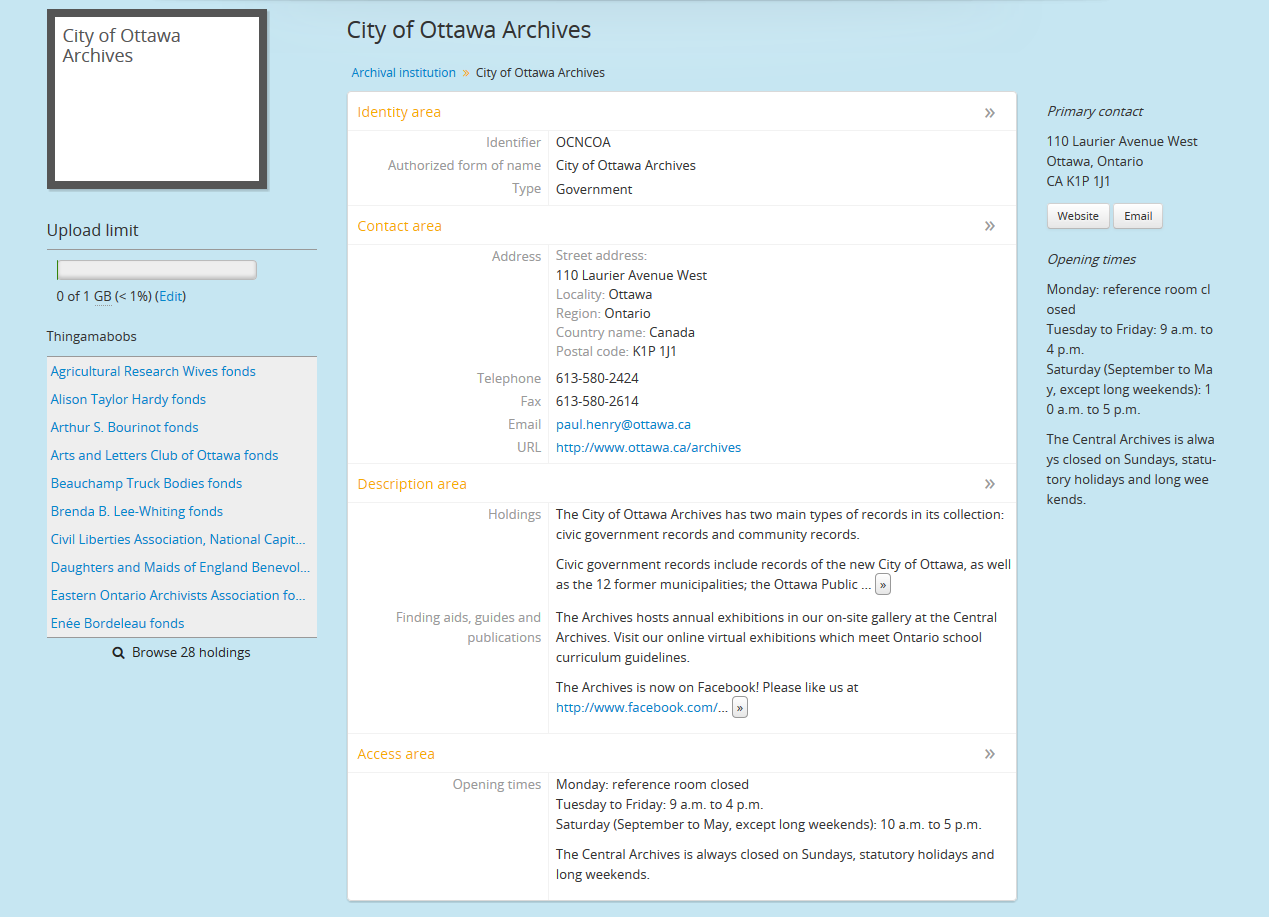 City of Ottawa
Archives
Upload limit
0 of 1 GB (< 1%) (Edit)
Thingamabobs
Agricultural Research Wives fonds
Alison Taylor Hardy fonds
Arthur S. Bourinot fonds
Arts and Letters Club of Ottawa fonds
Beauchamp Truck Bodies fonds
Brenda B. Lee-Whiting fonds
Civil Liberties Association, National Capit...
Daughters and Maids of England Benevol...
Eastern Ontario Archivists Association fo...
Enée Bordeleau fonds
Browse 28 holdings
City of Ottawa Archives
Archival institution » City of Ottawa Archives
Identity area »
Identifier OCNCOA
Authorized form of name City of Ottawa Archives
Type Government
Contact area »
Address Street address:
110 Laurier Avenue West
Locality: Ottawa
Region: Ontario
Country name: Canada
Postal code: K1P 1J1
Telephone 613-580-2424
Fax 613-580-2614
Email paul.henry@ottawa.ca
URL http://www.ottawa.ca/archives
Description area »
Holdings The City of Ottawa Archives has two main types of records in its collection:
civic government records and community records.
Civic government records include records of the new City of Ottawa, as well
as the 12 former municipalities; the Ottawa Public ... »
Finding aids, guides and The Archives hosts annual exhibitions in our on-site gallery at the Central
publications Archives. Visit our online virtual exhibitions which meet Ontario school
curriculum guidelines.
The Archives is now on Facebook! Please like us at
http://www.facebook.com/... »
Access area »
Opening times Monday: reference room closed
Tuesday to Friday: 9 a.m. to 4 p.m.
Saturday (September to May, except long weekends): 10 a.m. to 5 p.m.
The Central Archives is always closed on Sundays, statutory holidays and
long weekends.
Primary contact
110 Laurier Avenue West
Ottawa, Ontario
CA K1P 1J1
Website Email
Opening times
Monday: reference room cl
osed
Tuesday to Friday: 9 a.m. to
4 p.m.
Saturday (September to Ma
y, except long weekends): 1
0 a.m. to 5 p.m.
The Central Archives is alwa
ys closed on Sundays, statu-
tory holidays and long wee
kends.